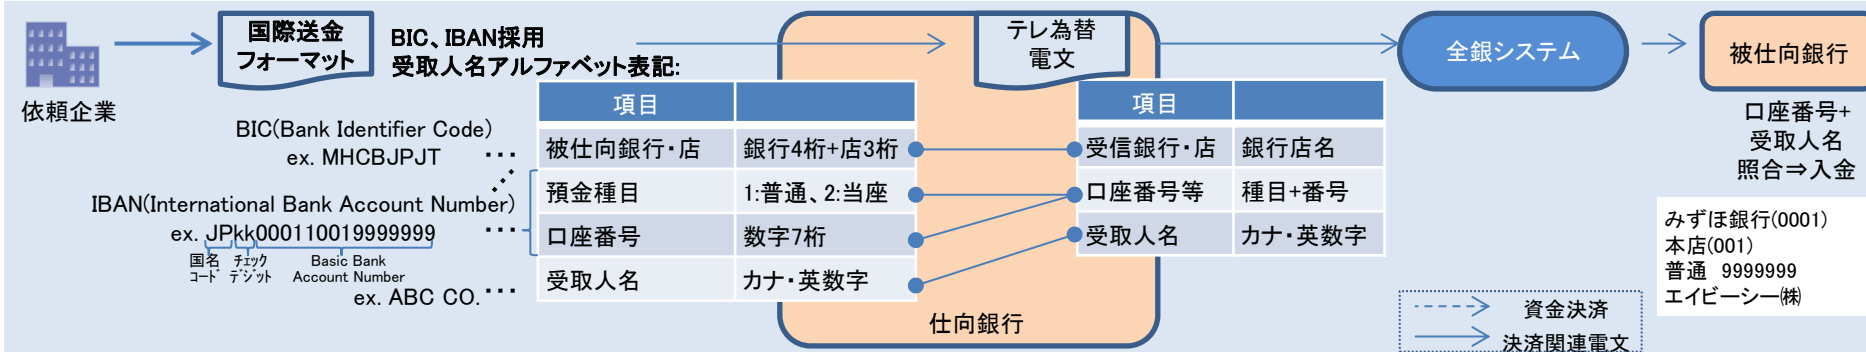 依頼企業
国際送金
フォーマット
BIC、IBAN採用
受取人名アルファベット表記:
BIC(Bank Identifier Code)
ex. MHCBJPJT …
IBAN(International Bank Account Number)
ex. JPkk000110019999999 …
国名
コード
チェック
デジット
Basic Bank
Account Number
ex. ABC CO. …
項目
被仕向銀行・店 銀行4桁+店3桁
預金種目 1:普通、2:当座
口座番号 数字7桁
受取人名 カナ・英数字
仕向銀行
テレ為替
電文
項目
受信銀行・店 銀行店名
口座番号等 種目+番号
受取人名 カナ・英数字
全銀システム
被仕向銀行
口座番号+
受取人名
照合⇒入金
みずほ銀行(0001)
本店(001)
普通 9999999
エイビーシー㈱
資金決済
決済関連電文